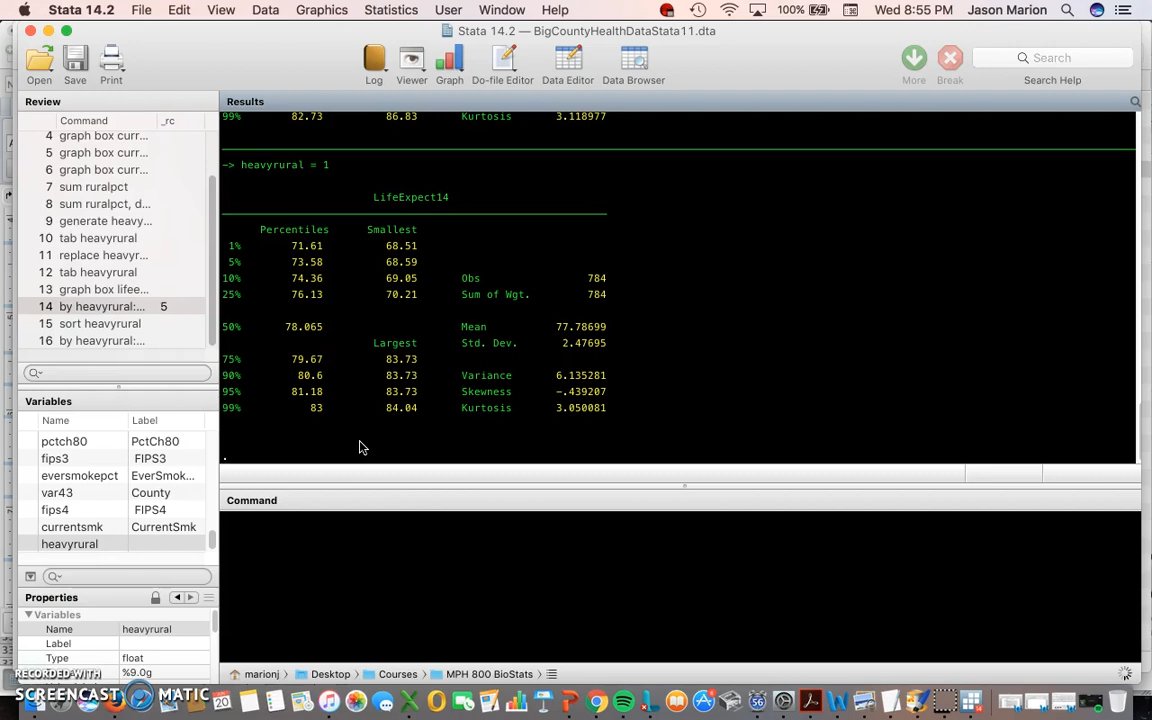 Stata 14.2 File Edit View Data Graphics Statistics User Window Help 100% Wed 8:55 PM Jason Marion
Stata 14.2 — BigCountyHealthDataStata11.dta
Open Save Print Log Viewer Graph Do-file Editor Data Editor Data Browser More Break Search
Search Help
Review
Command _rc
4 graph box curr...
5 graph box curr...
6 graph box curr...
7 sum ruralpct
8 sum ruralpct, d...
9 generate heavy...
10 tab heavyrural
11 replace heavyr...
12 tab heavyrural
13 graph box lifee...
14 by heavyrural:... 5
15 sort heavyrural
16 by heavyrural:...
Variables
Name Label
pctch80 PctCh80
fips3 FIPS3
eversmokepct EverSmok...
var43 County
fips4 FIPS4
currentsmk CurrentSmk
heavyrural
Properties
Variables
Name heavyrural
Label
Type float
%9.0g
Results
99% 82.73 86.83 Kurtosis 3.118977
-> heavyrural = 1
LifeExpect14
Percentiles Smallest
1% 71.61 68.51
5% 73.58 68.59
10% 74.36 69.05 Obs 784
25% 76.13 70.21 Sum of Wgt. 784
50% 78.065 Mean 77.78699
Largest Std. Dev. 2.47695
75% 79.67 83.73
90% 80.6 83.73 Variance 6.135281
95% 81.18 83.73 Skewness -.439207
99% 83 84.04 Kurtosis 3.050081
.
Command
marionj Desktop Courses MPH 800 BioStats
RECORDED WITH
SCREENCAST MATIC
20
56